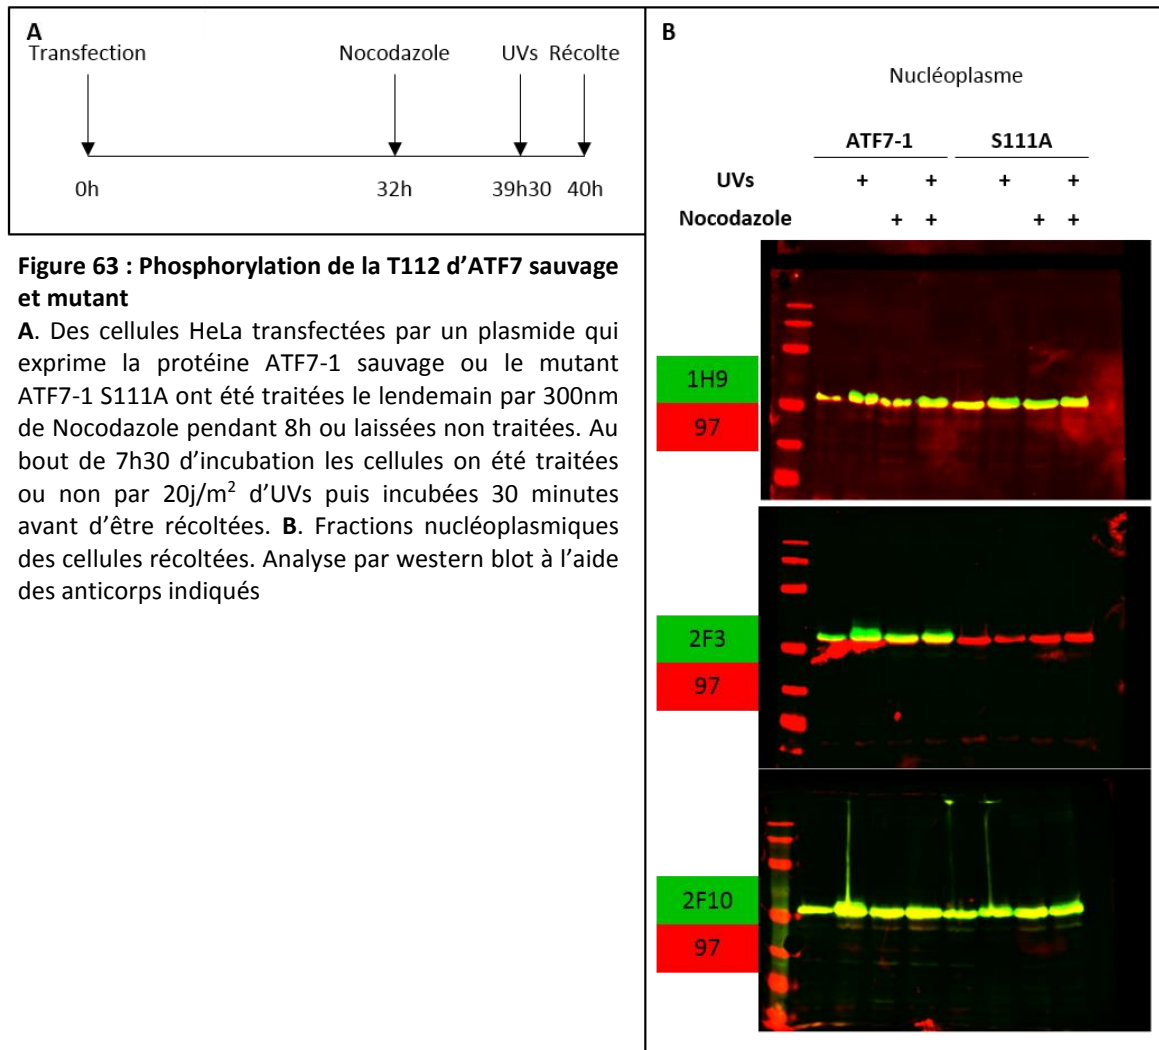 A
Transfection Nocodazole UVs Récolte
0h 32h 39h30 40h
Figure 63 : Phosphorylation de la T112 d'ATF7 sauvage
et mutant
A. Des cellules HeLa transfectées par un plasmide qui
exprime la protéine ATF7-1 sauvage ou le mutant
ATF7-1 S111A ont été traitées le lendemain par 300nm
de Nocodazole pendant 8h ou laissées non traitées. Au
bout de 7h30 d'incubation les cellules on été traitées
ou non par 20j/m² d'UVs puis incubées 30 minutes
avant d'être récoltées. B. Fractions nucléoplasmiques
des cellules récoltées. Analyse par western blot à l'aide
des anticorps indiqués
B
Nucléoplasme
ATF7-1 S111A
UVs + + + +
Nocodazole + + + +
1H9
97
2F3
97
2F10
97